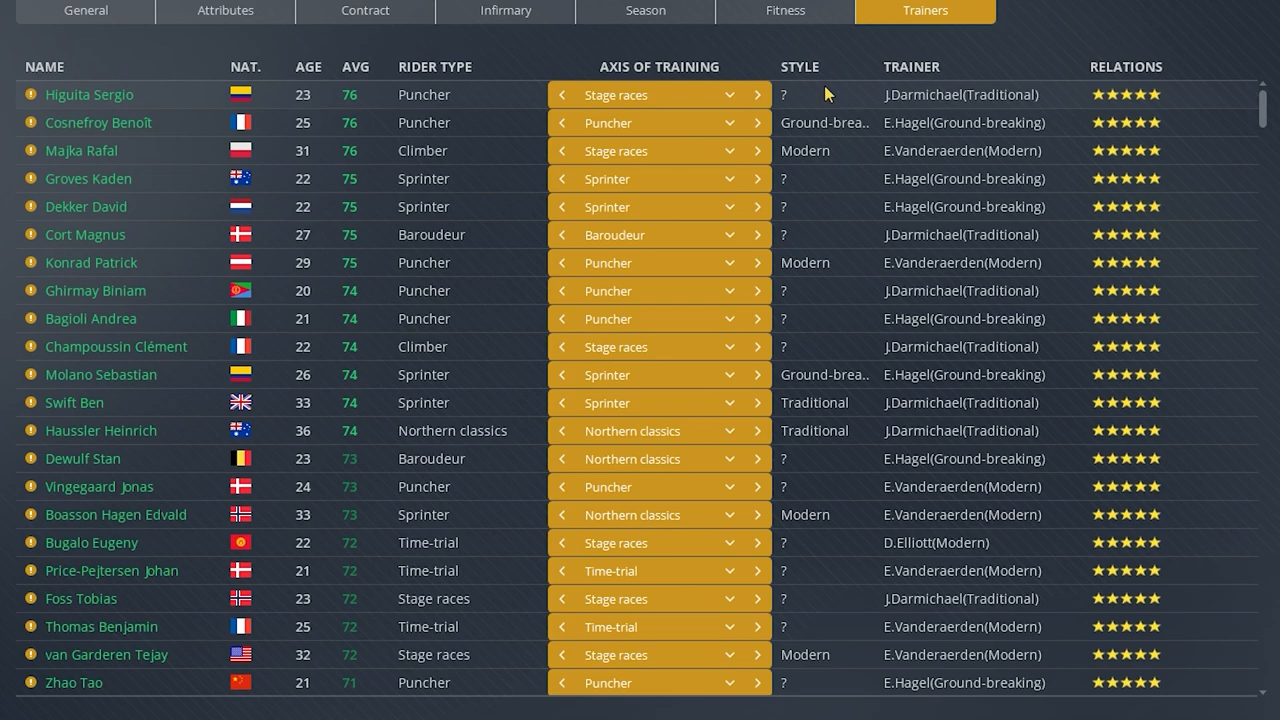 General Attributes Contract Infirmary Season Fitness Trainers
NAME NAT. AGE AVG RIDER TYPE AXIS OF TRAINING STYLE TRAINER RELATIONS
Higuita Sergio 23 76 Puncher Stage races ? J.Darmichael(Traditional)
Cosnefroy Benoît 25 76 Puncher Puncher Ground-brea.. E.Hagel(Ground-breaking)
Majka Rafal 31 76 Climber Stage races Modern E.Vandereerden(Modern)
Groves Kaden 22 75 Sprinter Sprinter ? E.Hagel(Ground-breaking)
Dekker David 22 75 Sprinter Sprinter ? E.Hagel(Ground-breaking)
Cort Magnus 27 75 Baroudeur Baroudeur ? J.Darmichael(Traditional)
Konrad Patrick 29 75 Puncher Puncher Modern E.Vandereerden(Modern)
Ghirmay Biniam 20 74 Puncher Puncher ? J.Darmichael(Traditional)
Bagioli Andrea 21 74 Puncher Puncher ? E.Hagel(Ground-breaking)
Champoussin Clément 22 74 Climber Stage races ? J.Darmichael(Traditional)
Molano Sebastian 26 74 Sprinter Sprinter Ground-brea.. E.Hagel(Ground-breaking)
Swift Ben 33 74 Sprinter Sprinter Traditional J.Darmichael(Traditional)
Haussler Heinrich 36 74 Northern classics Northern classics Traditional J.Darmichael(Traditional)
Dewulf Stan 23 73 Baroudeur Northern classics ? E.Hagel(Ground-breaking)
Vingegaard Jonas 24 73 Puncher Puncher ? E.Vandereerden(Modern)
Boasson Hagen Edvald 33 73 Sprinter Northern classics Modern E.Vandereerden(Modern)
Bugalo Eugeny 22 72 Time-trial Stage races ? D.Elliott(Modern)
Price-Pejtersen Johan 21 72 Time-trial Time-trial ? E.Vandereerden(Modern)
Foss Tobias 23 72 Stage races Stage races ? J.Darmichael(Traditional)
Thomas Benjamin 25 72 Time-trial Time-trial ? E.Vandereerden(Modern)
van Garderen Tejay 32 72 Stage races Stage races Modern E.Vandereerden(Modern)
Zhao Tao 21 71 Puncher Puncher ? E.Hagel(Ground-breaking)